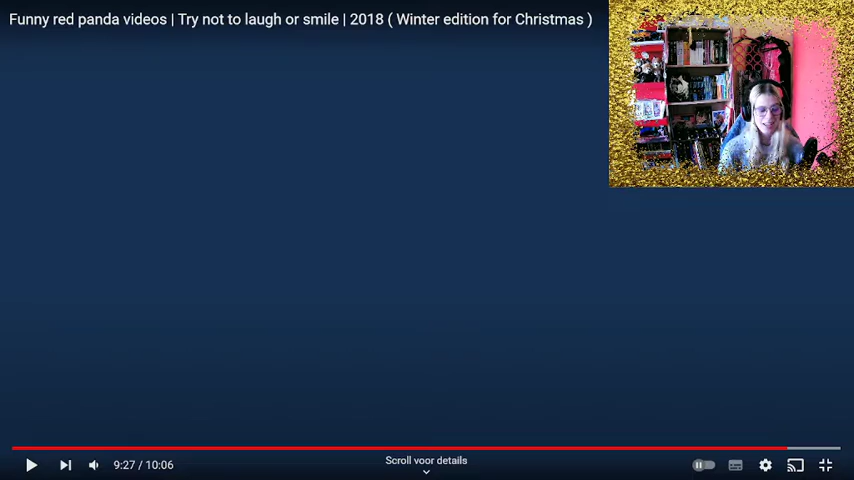 Funny red panda videos | Try not to laugh or smile | 2018 ( Winter edition for Christmas )
9:27 / 10:06
Scroll voor details